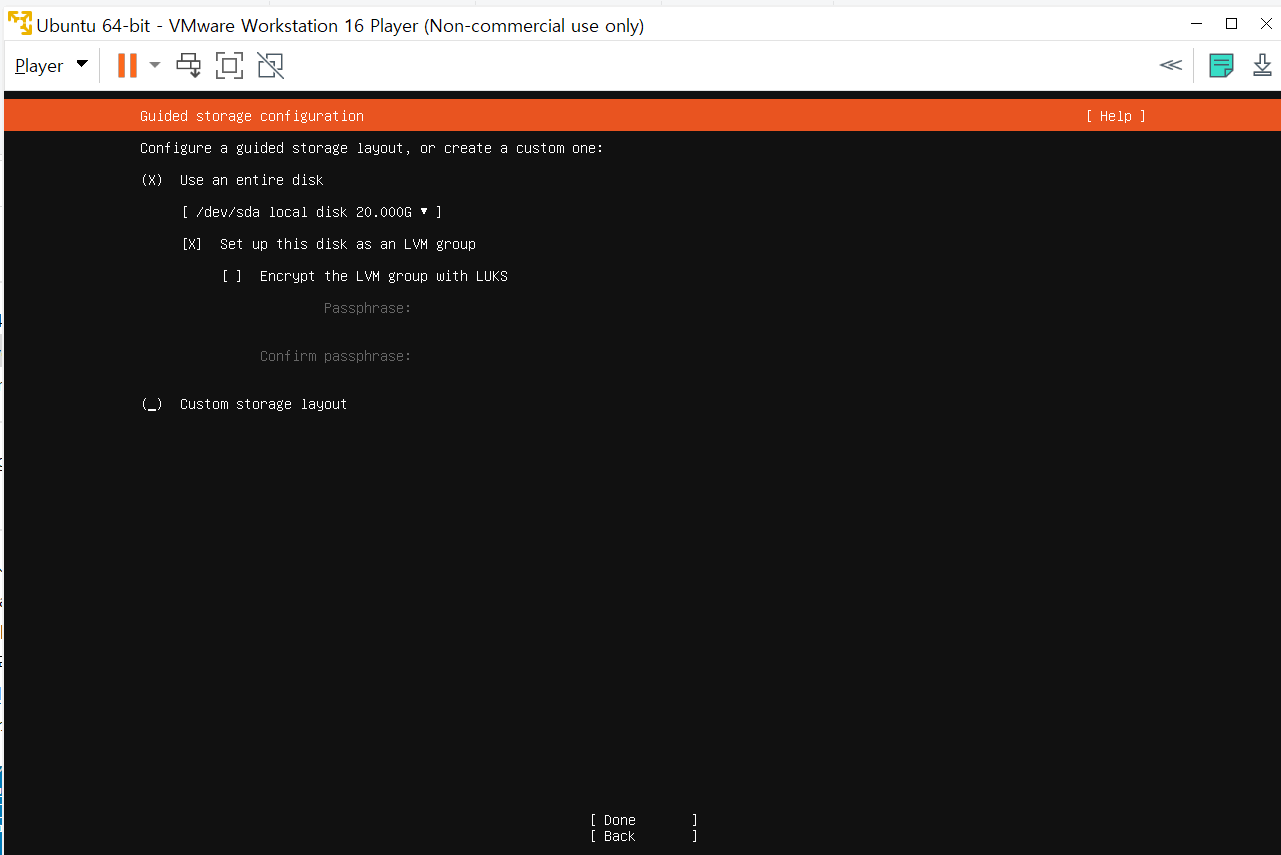 Ubuntu 64-bit - VMware Workstation 16 Player (Non-commercial use only)
Player
Guided storage configuration [ Help ]
Configure a guided storage layout, or create a custom one:
(X) Use an entire disk
[ /dev/sda local disk 20.000G ▾ ]
[X] Set up this disk as an LVM group
[ ] Encrypt the LVM group with LUKS
Passphrase:
Confirm passphrase:
(_) Custom storage layout
[ Done ]
[ Back ]